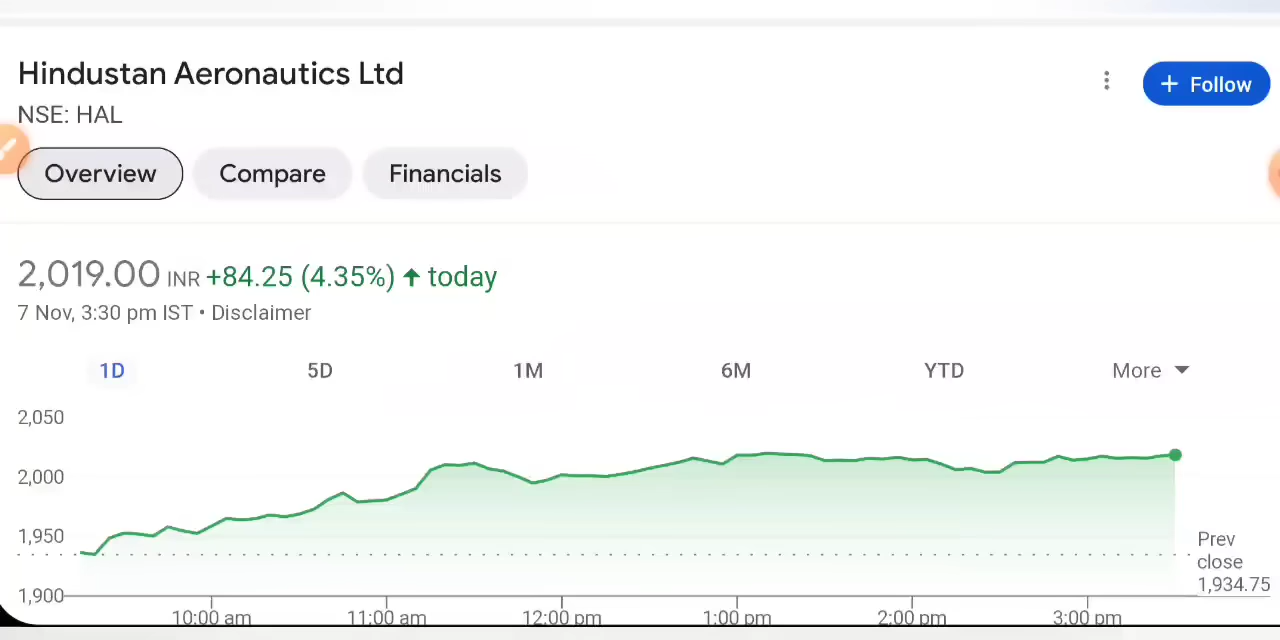 Hindustan Aeronautics Ltd
NSE: HAL
+ Follow
Overview Compare Financials
2,019.00 INR +84.25 (4.35%) ↑ today
7 Nov, 3:30 pm IST • Disclaimer
1D 5D 1M 6M YTD More
2,050
2,000
1,950
1,900
Prev
close
1,934.75
10:00 am 11:00 am 12:00 pm 1:00 pm 2:00 pm 3:00 pm